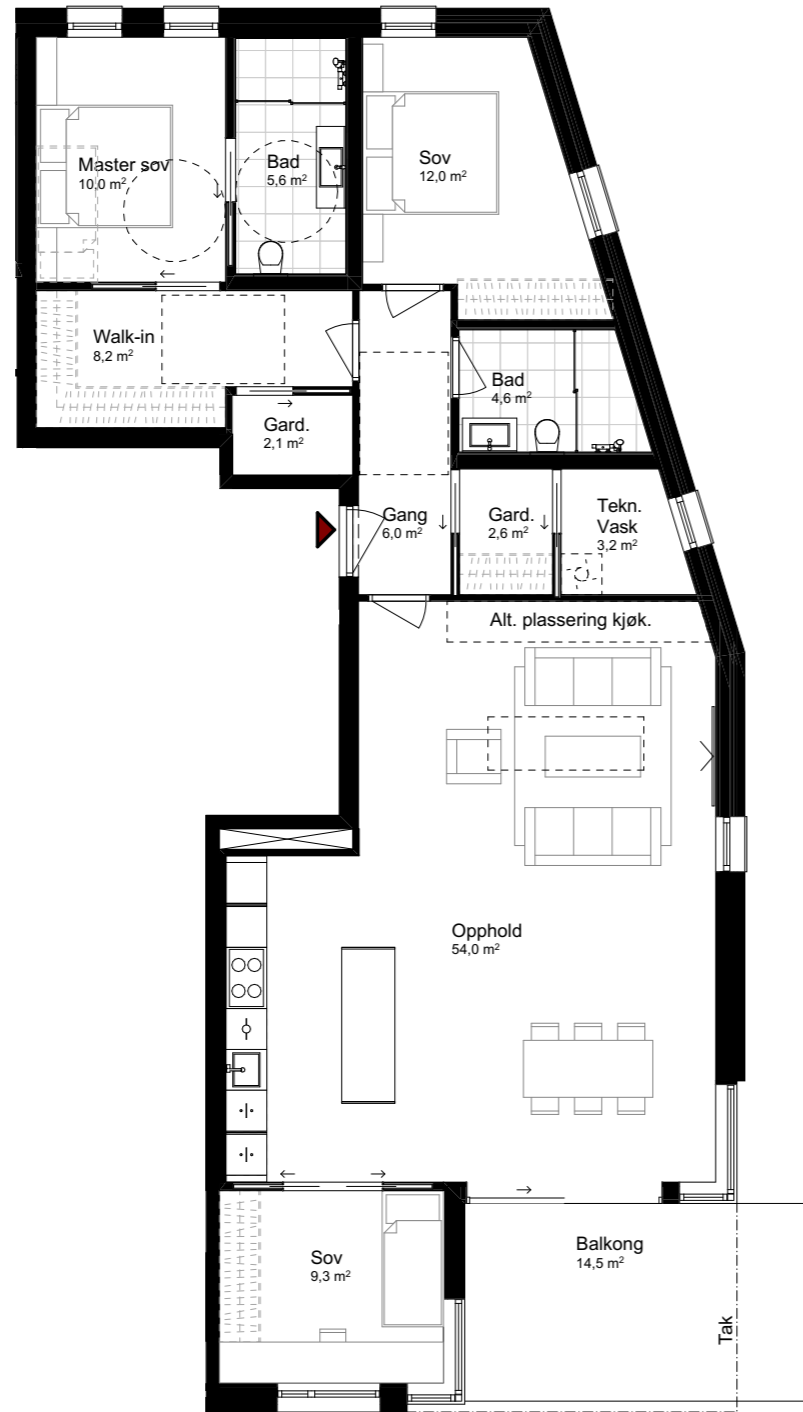 Master sov
10,0 m²
Bad
5,6 m²
Sov
12,0 m²
Walk-in
8,2 m²
Bad
4,6 m²
Gard.
2,1 m²
Gang
6,0 m²
Gard.
2,6 m²
Tekn.
Vask
3,2 m²
Alt. plassering kjøk.
Opphold
54,0 m²
Sov
9,3 m²
Balkong
14,5 m²
Tak